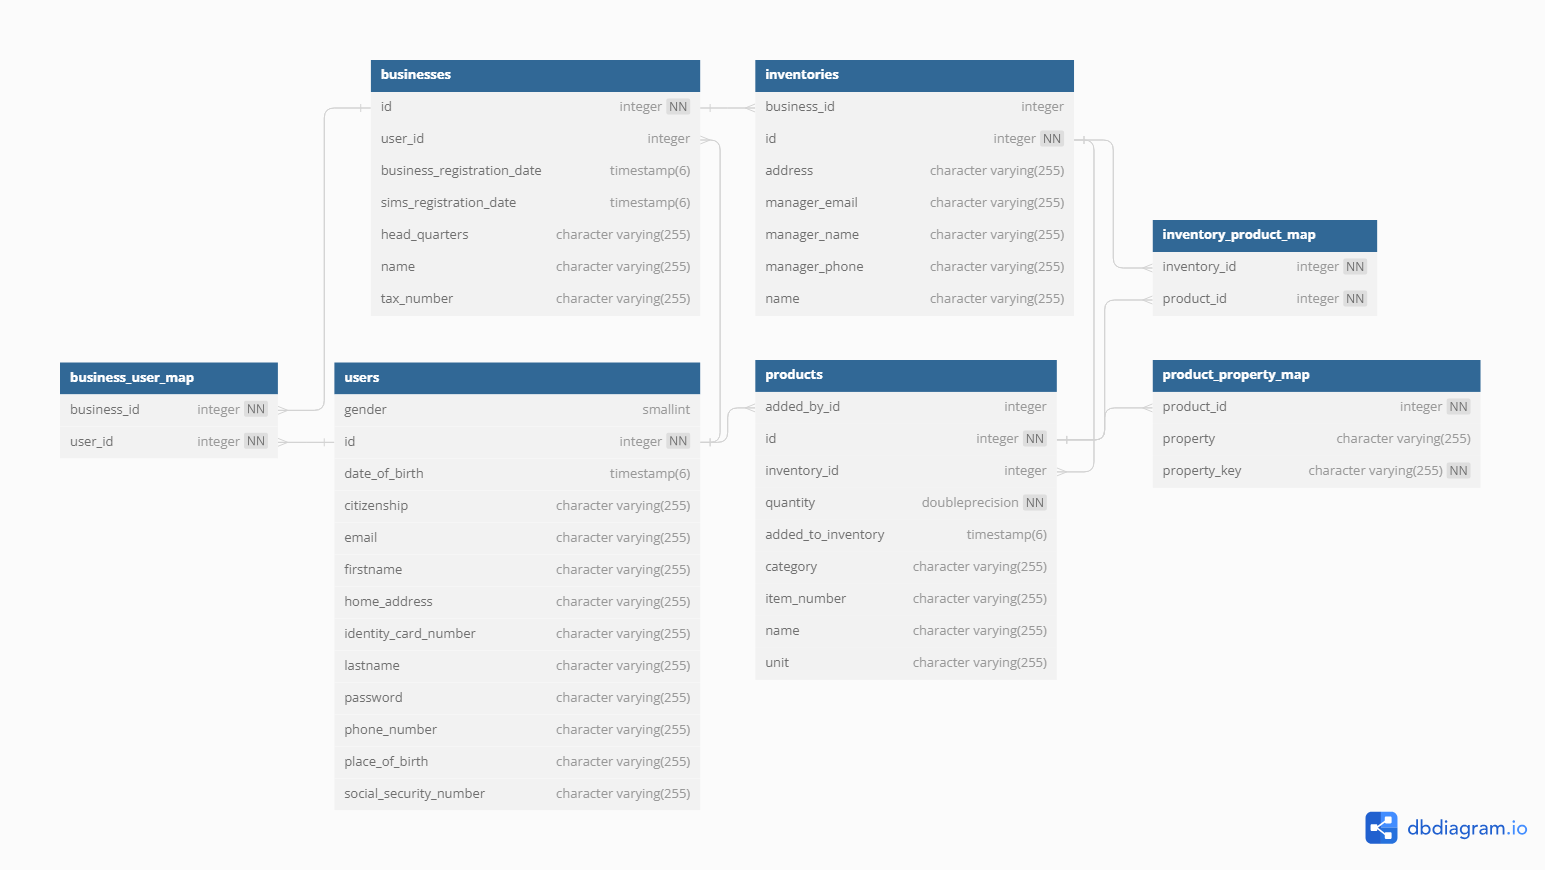 businesses
id integer NN
user_id integer
business_registration_date timestamp(6)
sims_registration_date timestamp(6)
head_quarters character varying(255)
name character varying(255)
tax_number character varying(255)
inventories
business_id integer
id integer NN
address character varying(255)
manager_email character varying(255)
manager_name character varying(255)
manager_phone character varying(255)
name character varying(255)
inventory_product_map
inventory_id integer NN
product_id integer NN
business_user_map
business_id integer NN
user_id integer NN
users
gender smallint
id integer NN
date_of_birth timestamp(6)
citizenship character varying(255)
email character varying(255)
firstname character varying(255)
home_address character varying(255)
identity_card_number character varying(255)
lastname character varying(255)
password character varying(255)
phone_number character varying(255)
place_of_birth character varying(255)
social_security_number character varying(255)
products
added_by_id integer
id integer NN
inventory_id integer
quantity doubleprecision NN
added_to_inventory timestamp(6)
category character varying(255)
item_number character varying(255)
name character varying(255)
unit character varying(255)
product_property_map
product_id integer NN
property character varying(255)
property_key character varying(255) NN
dbdiagram.io